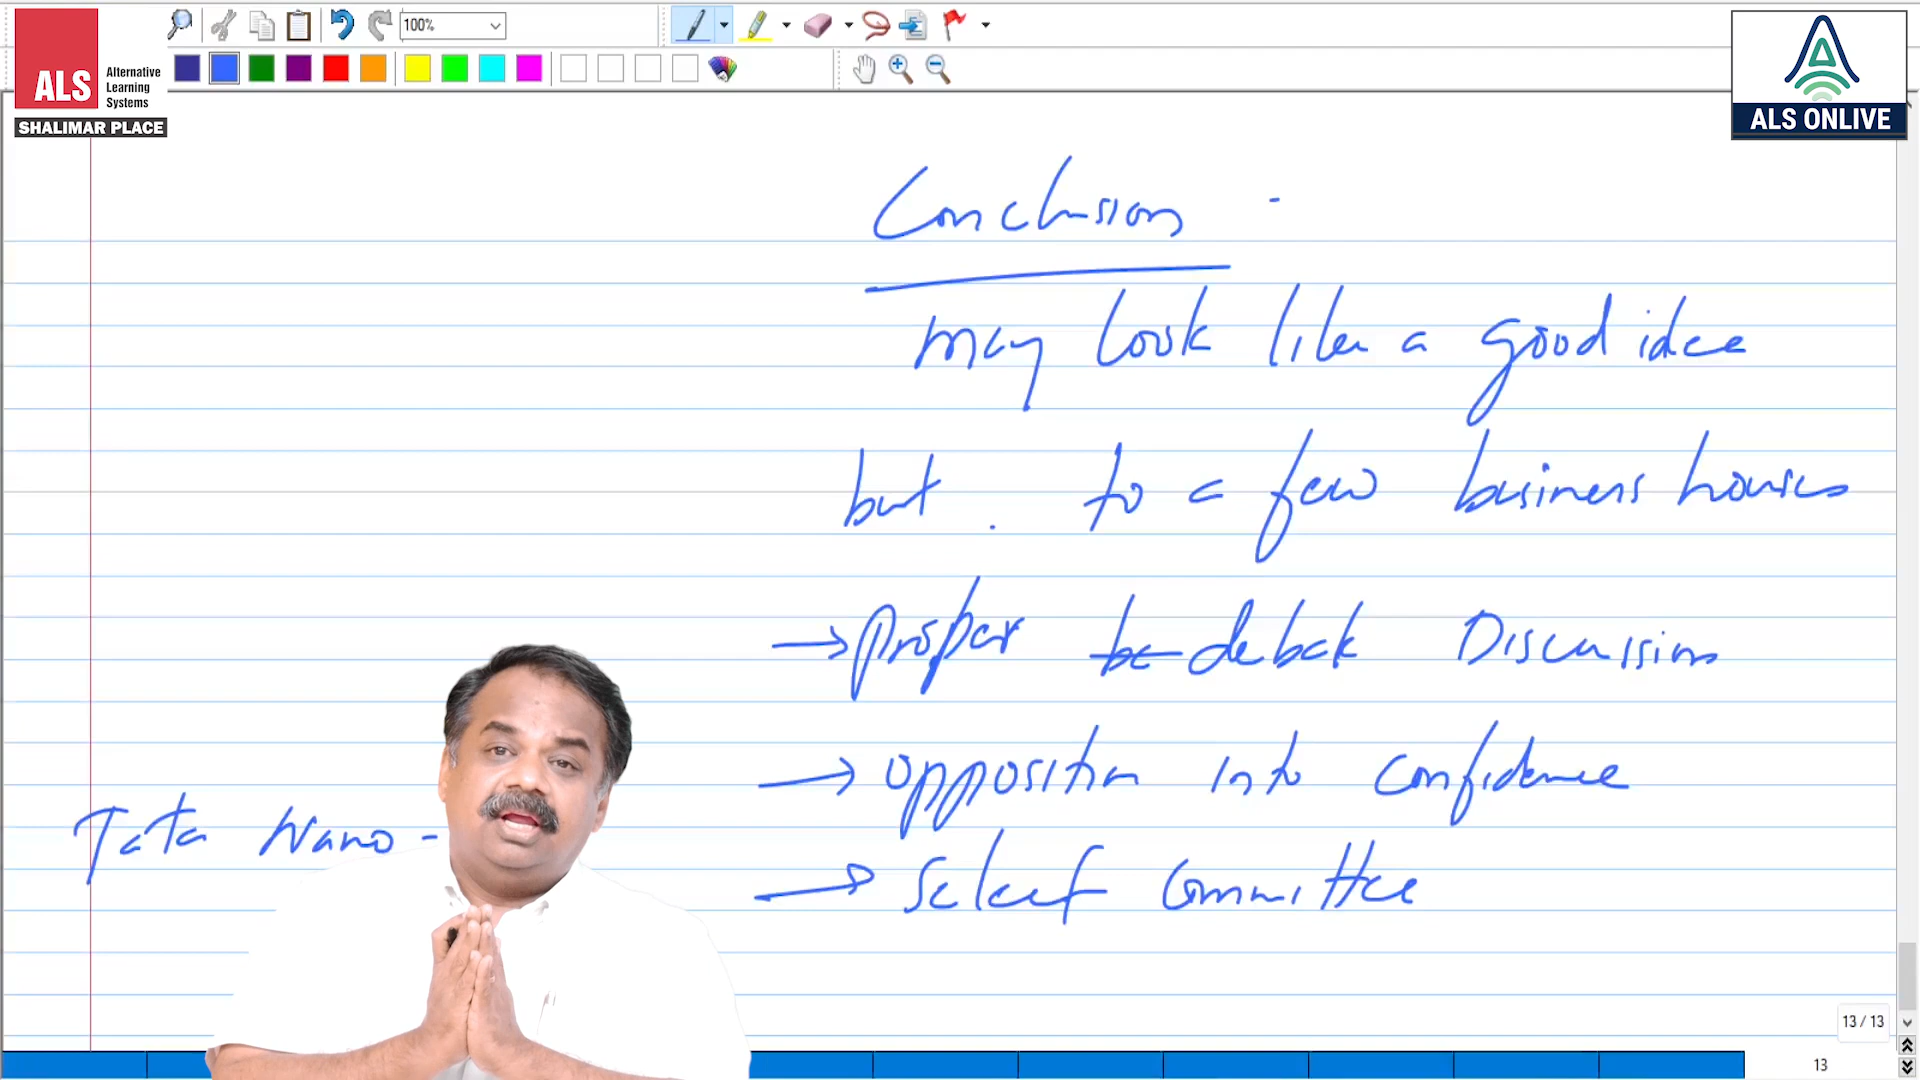 100%
ALS
Alternative
Learning
Systems
SHALIMAR PLACE
ALS ONLIVE
Conclusion -
may look like a good idea
but . to a few business houses
→ Proper be debate Discussion
→ opposition into confidence
Tata Nano -
→ Select Committee
13 / 13
13